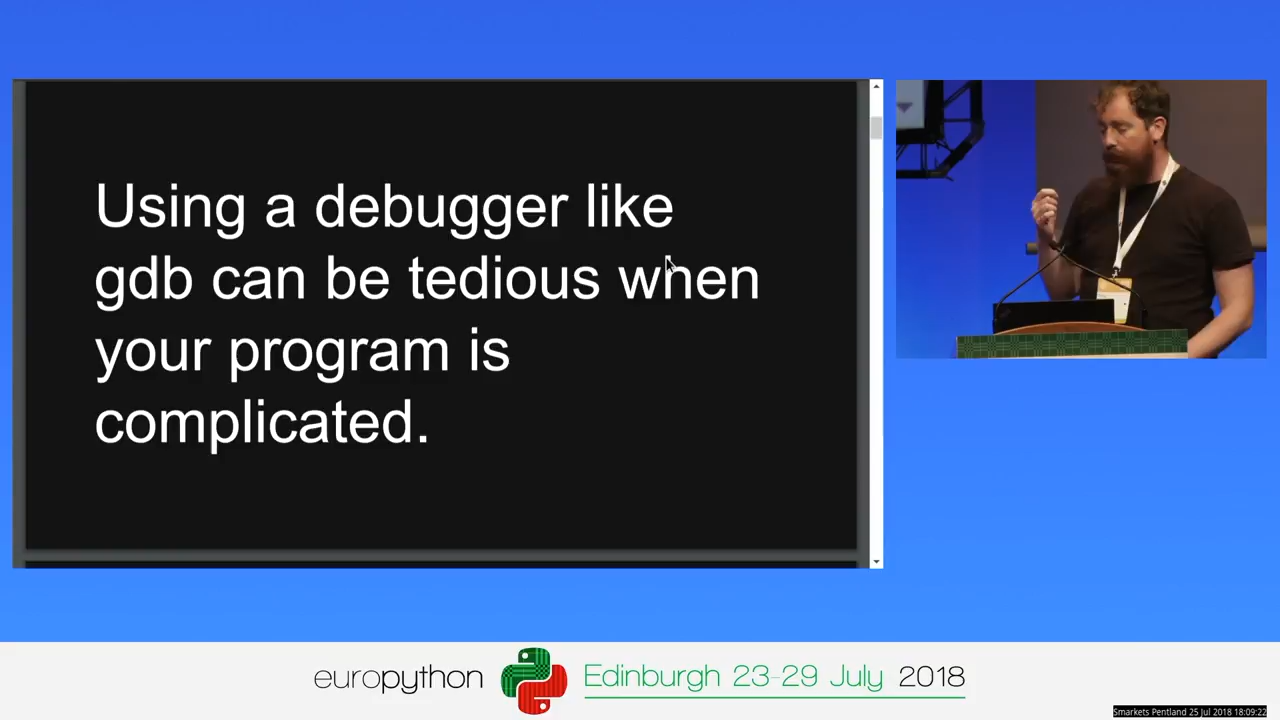 Using a debugger like
gdb can be tedious when
your program is
complicated.
europython Edinburgh 23-29 July 2018
Smarkets Pentland 25 Jul 2018 18:09:22